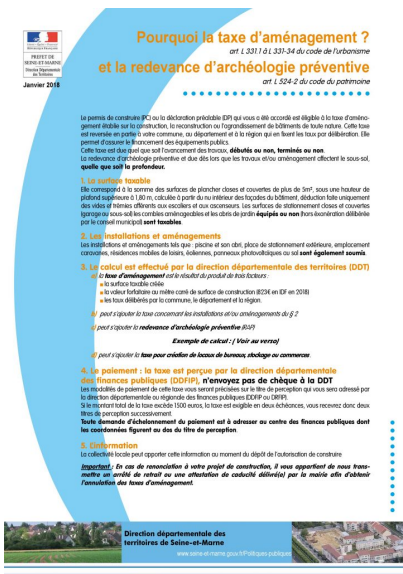 Pourquoi la taxe d'aménagement ?
art L 331.1 à L 331-34 du code de l'urbanisme
et la redevance d'archéologie préventive
art L 524-2 du code du patrimoine
PREFET DE
SEINE-ET-MARNE
Direction Départementale
des Territoires
Janvier 2018
Le permis de construire (PC) ou la déclaration préalable (DP) qui vous a été accordé est éligible à la taxe d'aména-
gement établie sur la construction, la reconstruction ou l'agrandissement de bâtiments de toute nature. Cette taxe
est reversée en partie à votre commune, au département et à la région qui en fixent les taux par délibération. Elle
permet d'assurer le financement des équipements publics.
Cette taxe est due quel que soit l'avancement des travaux, débutés ou non, terminés ou non.
La redevance d'archéologie préventive et due dès lors que les travaux et/ou aménagement affectent le sous-sol,
quelle que soit la profondeur.
1. La surface taxable
Elle correspond à la somme des surfaces de plancher closes et couvertes de plus de 5m², sous une hauteur de
plafond supérieure à 1,80 m, calculée à partir du nu intérieur des façades du bâtiment, déduction faite uniquement
des vides et trémies afférents aux escaliers et aux ascenseurs. Les surfaces de stationnement closes et couvertes
(garage ou sous-sol) les combles aménageables et les abris de jardin équipés ou non (hors exonération délibérée
par le conseil municipal) sont taxables.
2. Les installations et aménagements
Les installations et aménagements tels que : piscine et son abri, place de stationnement extérieure, emplacement
caravanes, résidences mobiles de loisirs, éoliennes, panneaux photovoltaïques au sol sont également soumis.
3. Le calcul est effectué par la direction départementale des territoires (DDT)
a) la taxe d'aménagement est le résultat du produit de trois facteurs :
la surface taxable créée
la valeur forfaitaire au mètre carré de surface de construction (823€ en IDF en 2018)
les taux délibérés par la commune, le département et la région.
b) peut s'ajouter la taxe concernant les installations et/ou aménagements du § 2
c) peut s'ajouter la redevance d'archéologie préventive (RAP)
Exemple de calcul : ( Voir au verso)
d) peut s'ajouter la taxe pour création de locaux de bureaux, stockage ou commerces.
4. Le paiement : la taxe est perçue par la direction départementale
des finances publiques (DDFIP), n'envoyez pas de chèque à la DDT
Les modalités de paiement de cette taxe vous seront précisées sur le titre de perception qui vous sera adressé par
la direction départementale ou régionale des finances publiques (DDFIP ou DRFIP).
Si le montant total de la taxe excède 1500 euros, la taxe est exigible en deux échéances, vous recevrez donc deux
titres de perception successivement.
Toute demande d'échelonnement du paiement est à adresser au centre des finances publiques dont
les coordonnées figurent au dos du titre de perception.
5. L'information
La collectivité locale peut apporter cette information au moment du dépôt de l'autorisation de construire
Important : En cas de renonciation à votre projet de construction, il vous appartient de nous trans-
mettre un arrêté de retrait ou une attestation de caducité délivré(e) par la mairie afin d'obtenir
l'annulation des taxes d'aménagement.
Direction départementale des
territoires de Seine-et-Marne
www.seine-et-marne.gouv.fr/Politiques-publiques